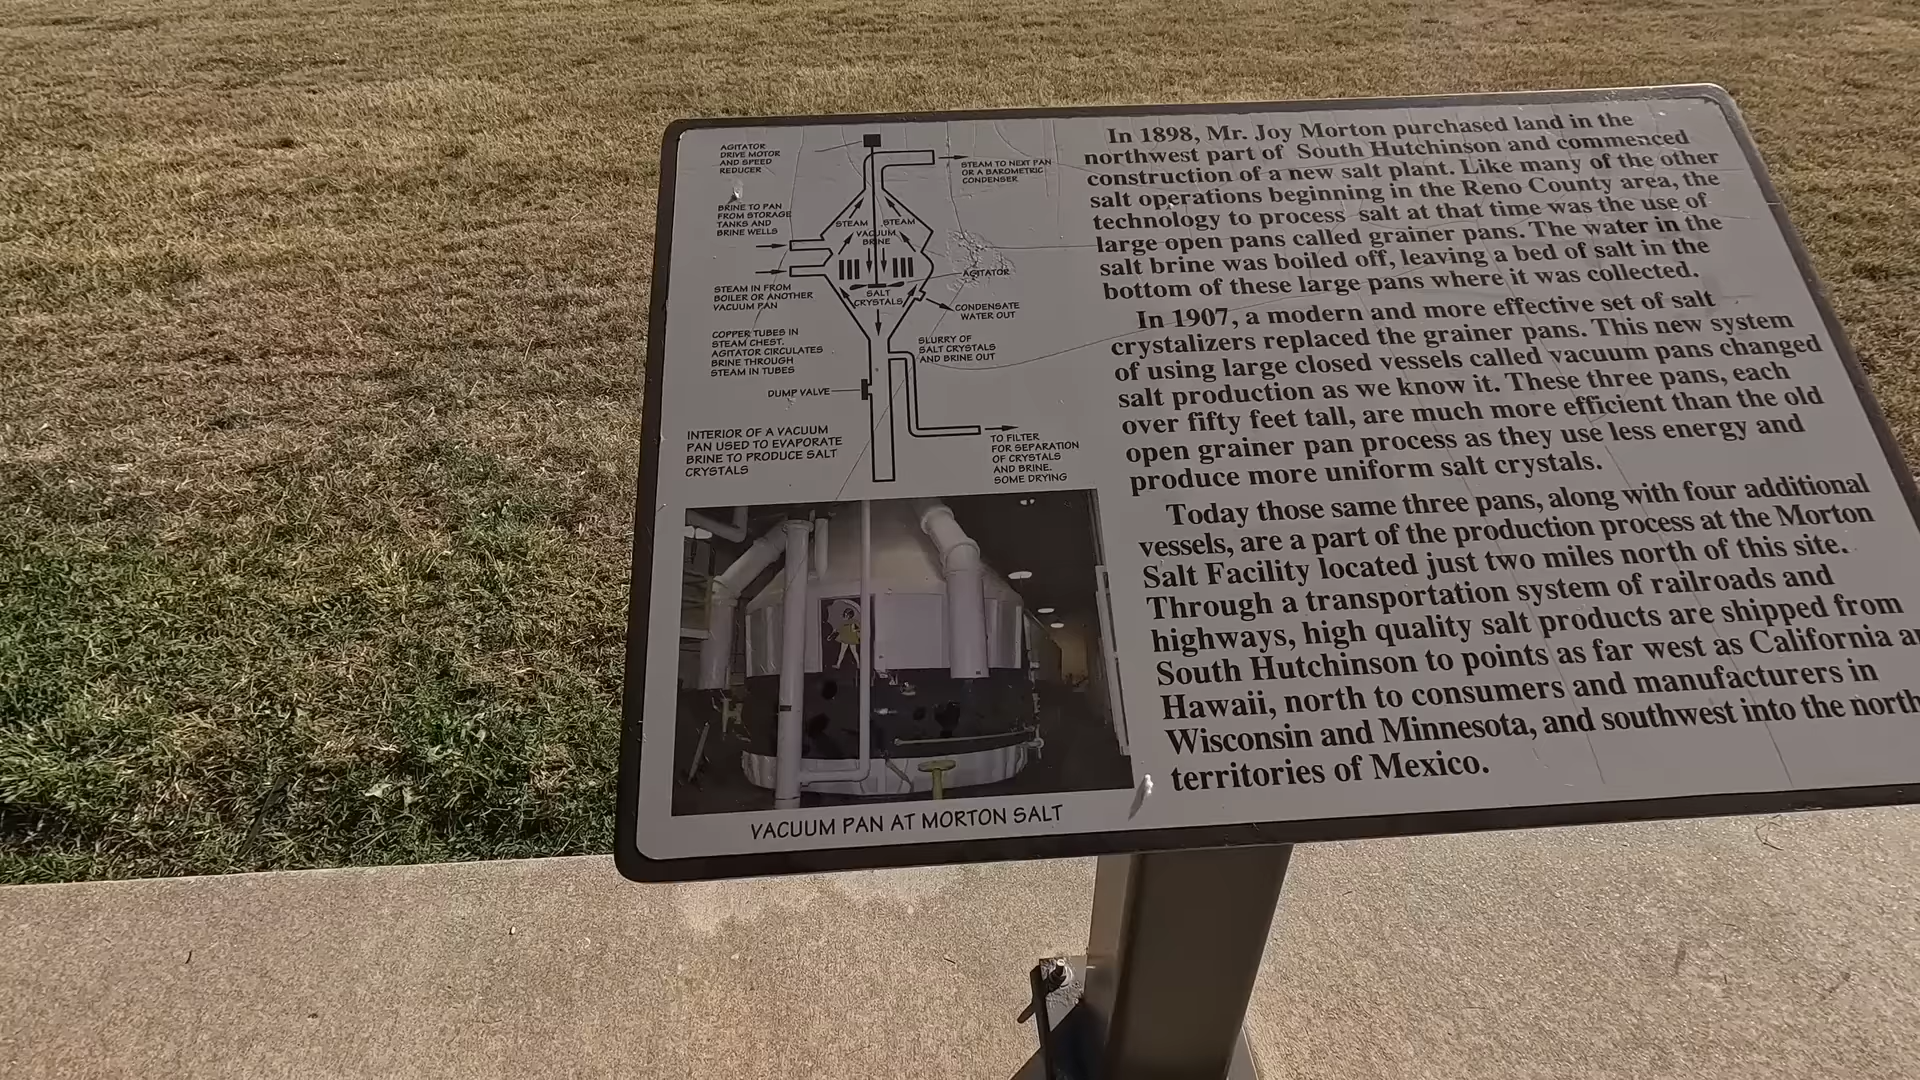 AGITATOR
DRIVE MOTOR
AND SPEED
REDUCER
STEAM TO NEXT PAN
OR A BAROMETRIC
CONDENSER
BRINE TO PAN
FROM STORAGE
TANKS AND
BRINE WELLS
STEAM STEAM
VACUUM
BRINE
AGITATOR
SALT
CRYSTALS
STEAM IN FROM
BOILER OR ANOTHER
VACUUM PAN
CONDENSATE
WATER OUT
COPPER TUBES IN
STEAM CHEST.
AGITATOR CIRCULATES
BRINE THROUGH
STEAM IN TUBES
SLURRY OF
SALT CRYSTALS
AND BRINE OUT
DUMP VALVE
INTERIOR OF A VACUUM
PAN USED TO EVAPORATE
BRINE TO PRODUCE SALT
CRYSTALS
TO FILTER
FOR SEPARATION
OF CRYSTALS
AND BRINE.
SOME DRYING
VACUUM PAN AT MORTON SALT
In 1898, Mr. Joy Morton purchased land in the
northwest part of South Hutchinson and commenced
construction of a new salt plant. Like many of the other
salt operations beginning in the Reno County area, the
technology to process salt at that time was the use of
large open pans called grainer pans. The water in the
salt brine was boiled off, leaving a bed of salt in the
bottom of these large pans where it was collected.
In 1907, a modern and more effective set of salt
crystalizers replaced the grainer pans. This new system
of using large closed vessels called vacuum pans changed
salt production as we know it. These three pans, each
over fifty feet tall, are much more efficient than the old
open grainer pan process as they use less energy and
produce more uniform salt crystals.
Today those same three pans, along with four additional
vessels, are a part of the production process at the Morton
Salt Facility located just two miles north of this site.
Through a transportation system of railroads and
highways, high quality salt products are shipped from
South Hutchinson to points as far west as California
Hawaii, north to consumers and manufacturers in
Wisconsin and Minnesota, and southwest into the north
territories of Mexico.